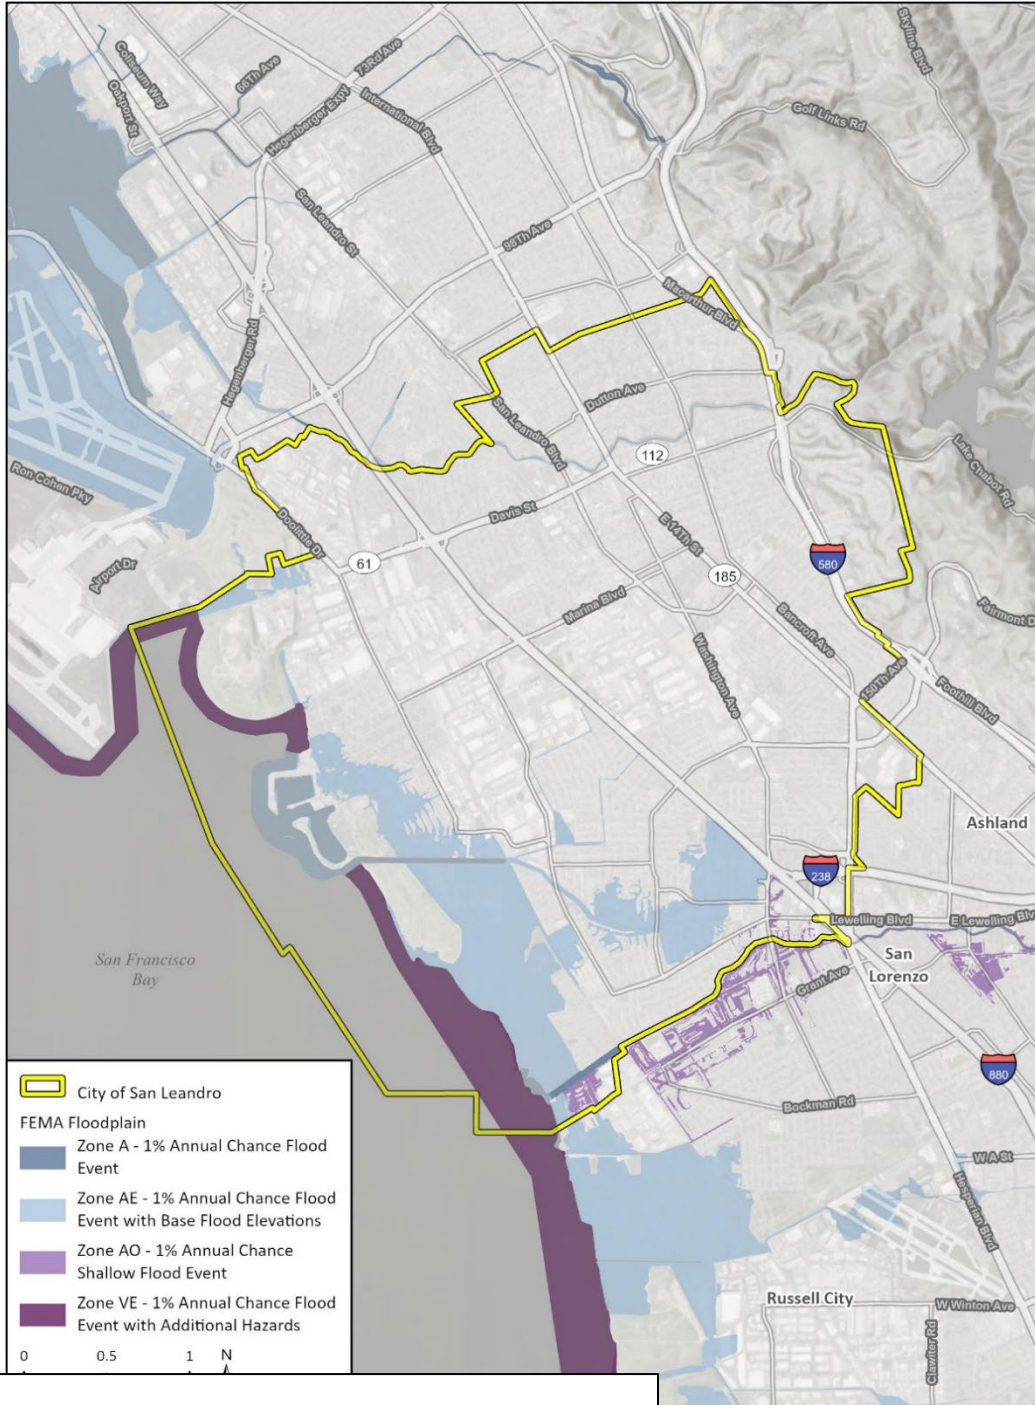 Skyline Blvd
Coliseum Way
Oakport St
66Th Ave
73Rd Ave
Hegenberger Expy
International Blvd
Golf Links Rd
San Leandro St
98Th Ave
Macarthur Blvd
Hegenberger Rd
Dutton Ave
San Leandro Blvd
112
Lake Chabot Rd
Ron Cohen Pky
Davis St
Doolittle Dr
E 14Th St
61
580
Airport Dr
185
Marina Blvd
Bancroft Ave
Fairmont D
Washington Ave
150Th Ave
Foothill Blvd
Ashland
238
Lewelling Blvd
E Lewelling Blv
San Francisco
Bay
San
Lorenzo
Grant Ave
880
Bockman Rd
W A St
Hesperian Blvd
Russell City
W Winton Ave
Clawiter Rd
City of San Leandro
FEMA Floodplain
Zone A - 1% Annual Chance Flood
Event
Zone AE - 1% Annual Chance Flood
Event with Base Flood Elevations
Zone AO - 1% Annual Chance
Shallow Flood Event
Zone VE - 1% Annual Chance Flood
Event with Additional Hazards
0 0.5 1 N